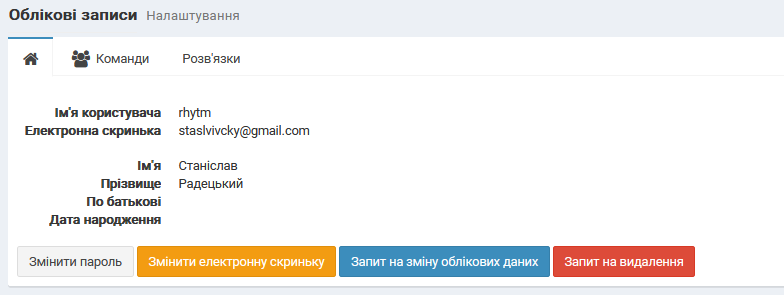 Облікові записи Налаштування
Команди Розв'язки
Ім'я користувача rhytm
Електронна скринька staslvivcky@gmail.com
Ім'я Станіслав
Прізвище Радецький
По батькові
Дата народження
Змінити пароль Змінити електронну скриньку Запит на зміну облікових даних Запит на видалення